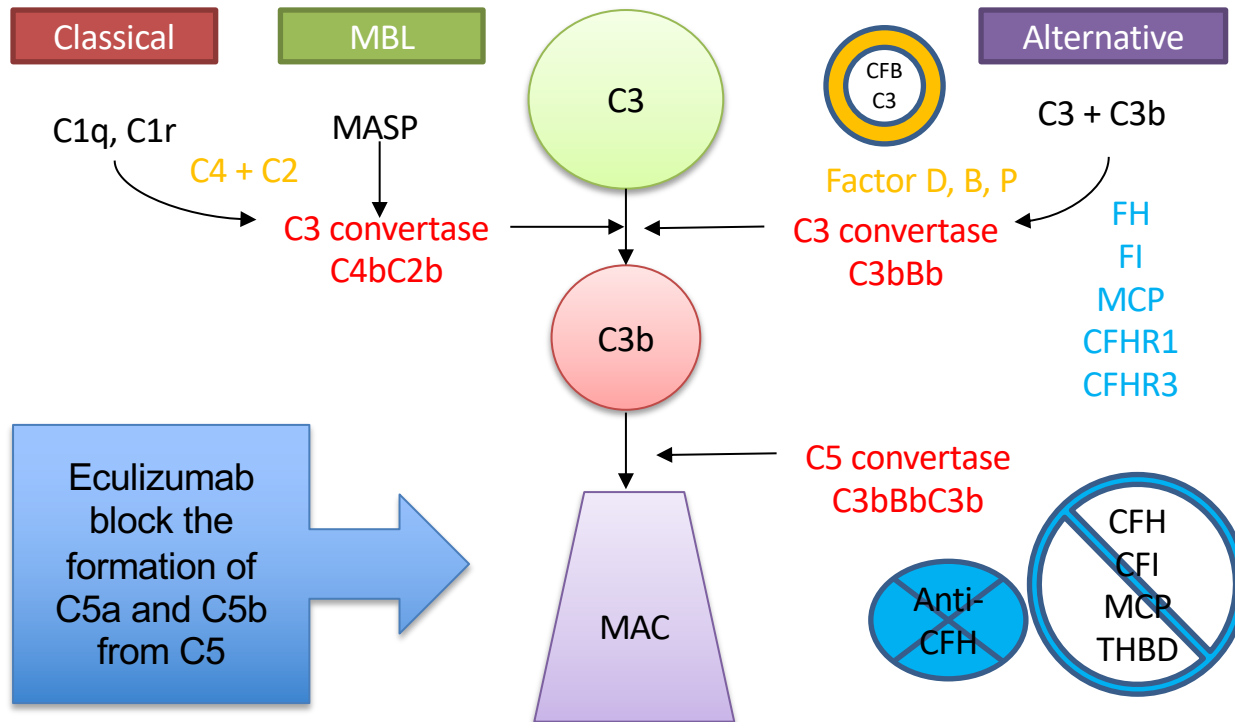 Classical
MBL
Alternative
C1q, C1r
C4 + C2
MASP
C3 convertase
C4bC2b
C3
C3b
MAC
CFB
C3
C3 + C3b
Factor D, B, P
C3 convertase
C3bBb
FH
FI
MCP
CFHR1
CFHR3
C5 convertase
C3bBbC3b
Eculizumab
block the
formation of
C5a and C5b
from C5
Anti-
CFH
CFH
CFI
MCP
THBD